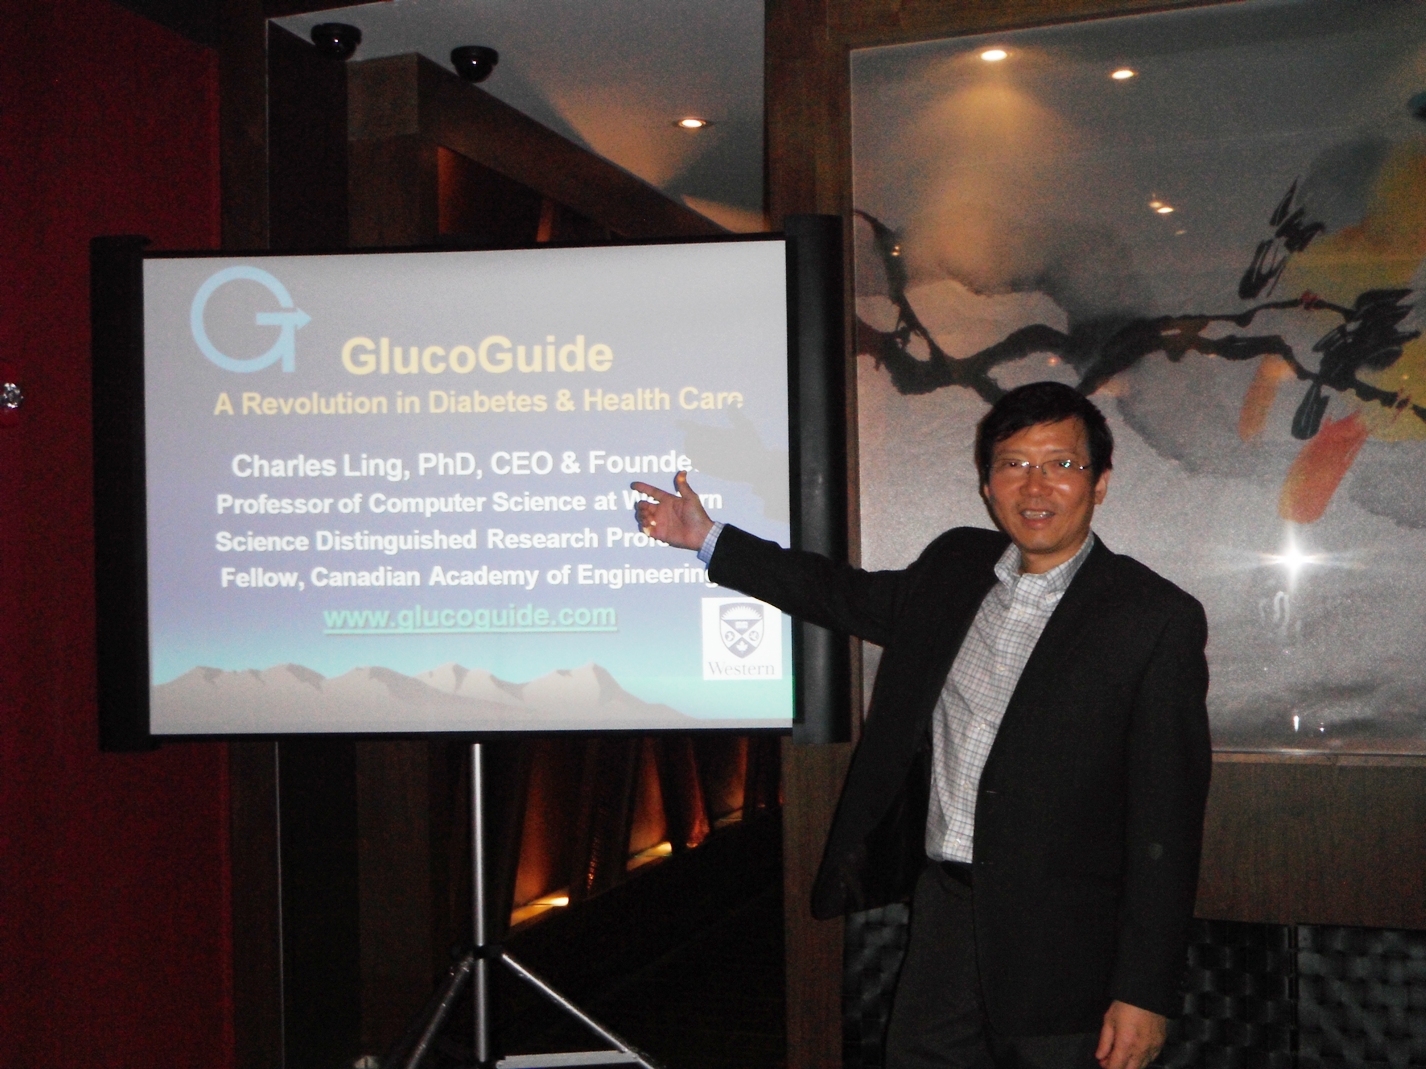 GlucoGuide
A Revolution in Diabetes & Health Care
Charles Ling, PhD, CEO & Founde
Professor of Computer Science at
Science Distinguished Research
Fellow, Canadian Academy of Engineering
www.glucoguide.com
Western